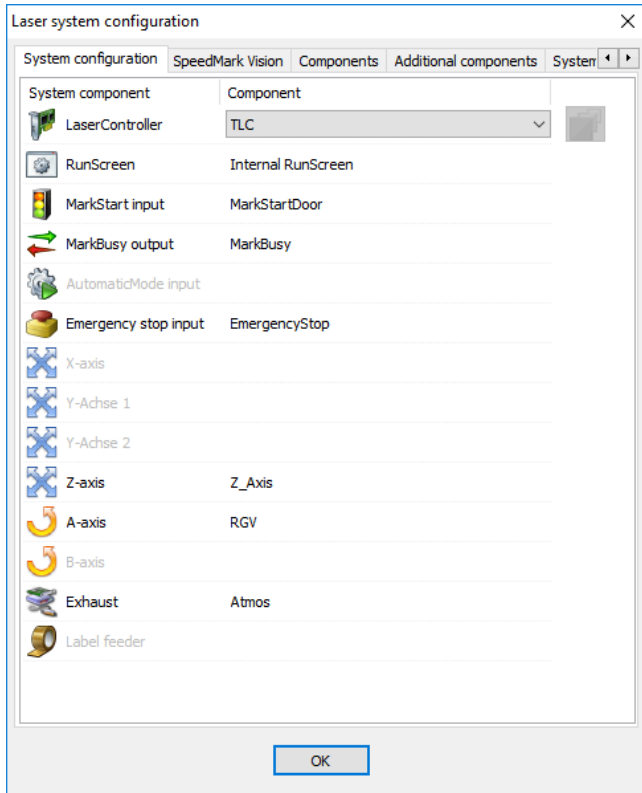 Laser system configuration
System configuration SpeedMark Vision Components Additional components System
System component Component
LaserController TLC
RunScreen Internal RunScreen
MarkStart input MarkStartDoor
MarkBusy output MarkBusy
AutomaticMode input
Emergency stop input EmergencyStop
X-axis
Y-Achse 1
Y-Achse 2
Z-axis Z_Axis
A-axis RGV
B-axis
Exhaust Atmos
Label feeder
OK